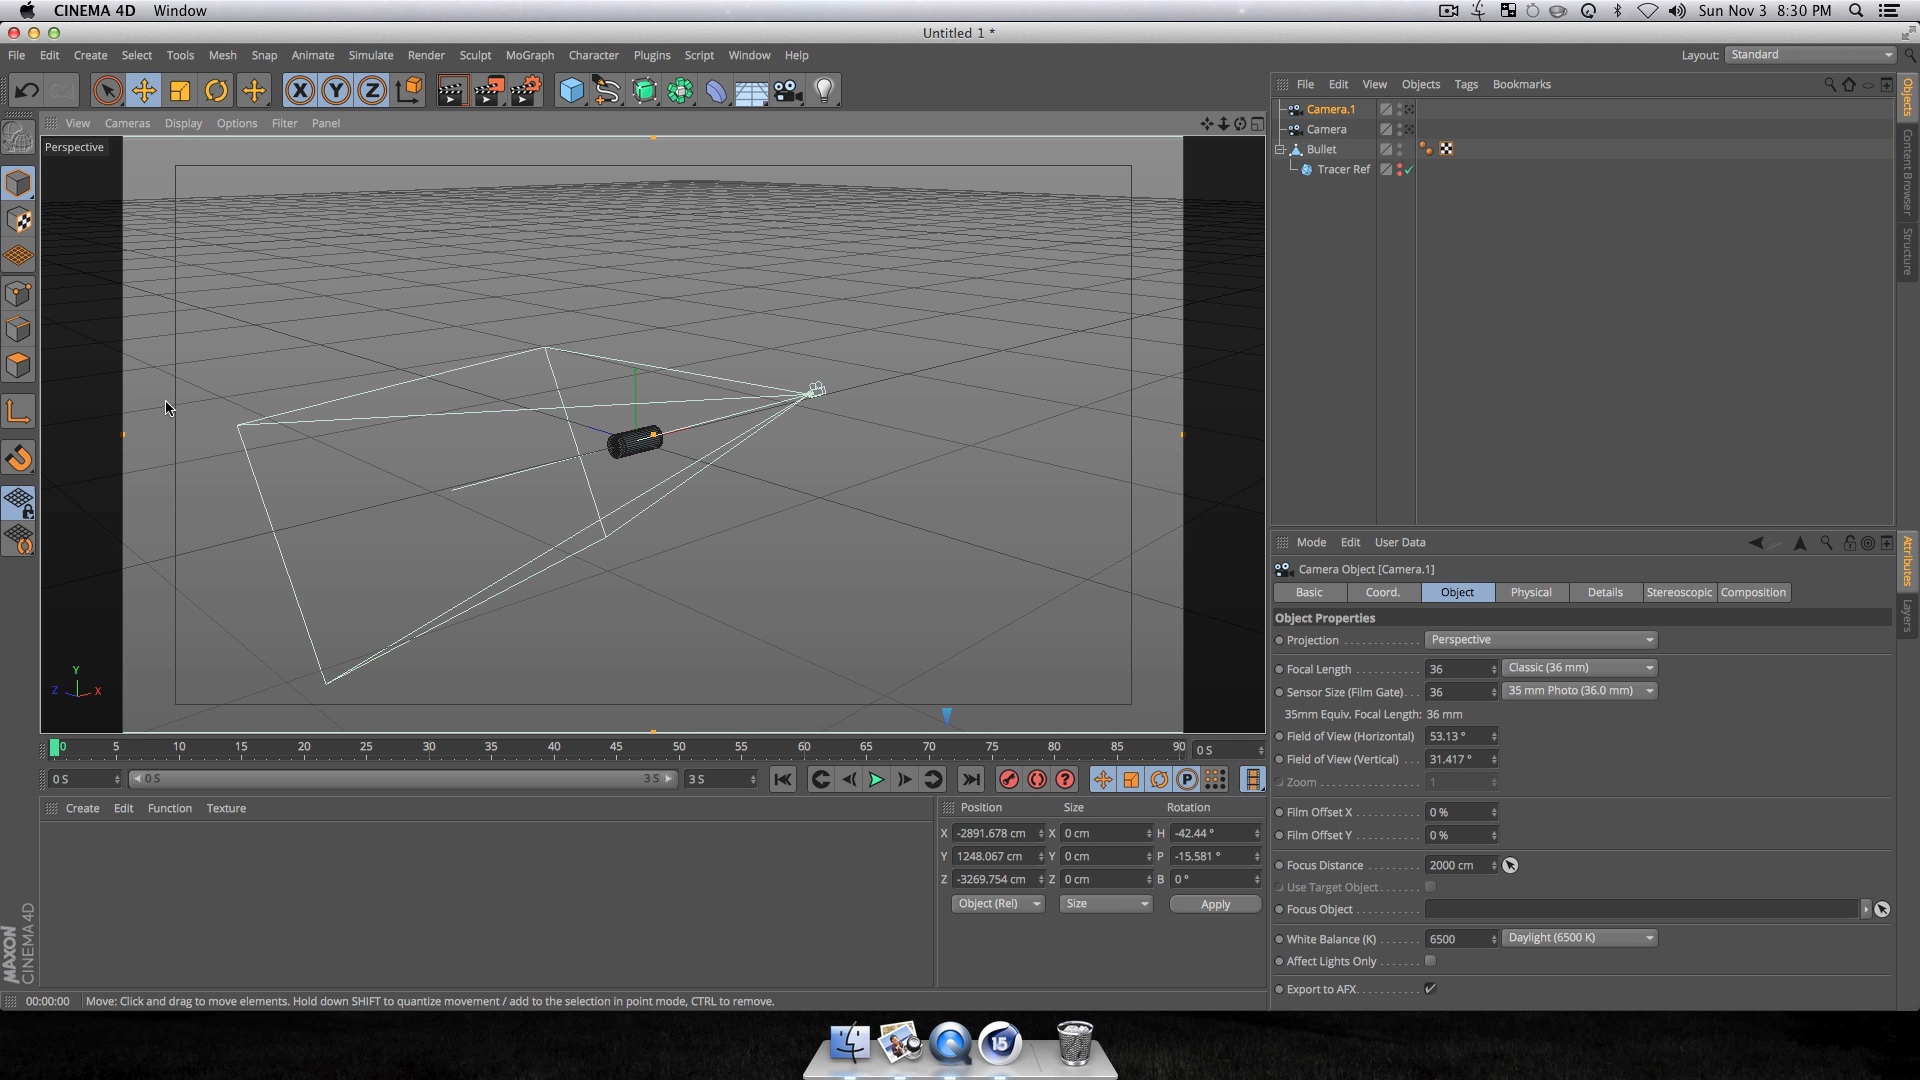 CINEMA 4D Window Sun Nov 3 8:30 PM
Untitled 1 *
File Edit Create Select Tools Mesh Snap Animate Simulate Render Sculpt MoGraph Character Plugins Script Window Help Layout: Standard
X Y Z
File Edit View Objects Tags Bookmarks
View Cameras Display Options Filter Panel
Perspective
Camera.1
Camera
Bullet
Tracer Ref
Objects
Content Browser
Structure
Mode Edit User Data
Camera Object [Camera.1]
Basic Coord. Object Physical Details Stereoscopic Composition
Object Properties
Projection Perspective
Focal Length 36 Classic (36 mm)
Sensor Size (Film Gate) 36 35 mm Photo (36.0 mm)
35mm Equiv. Focal Length: 36 mm
Field of View (Horizontal) 53.13 °
Field of View (Vertical) 31.417 °
Zoom 1
Film Offset X 0 %
Film Offset Y 0 %
Focus Distance 2000 cm
Use Target Object
Focus Object
White Balance (K) 6500 Daylight (6500 K)
Affect Lights Only
Export to AFX
Attributes
Layers
Y
Z X
0 5 10 15 20 25 30 35 40 45 50 55 60 65 70 75 80 85 90 0 S
0 S 0 S 3 S 3 S P
Create Edit Function Texture
Position Size Rotation
X -2891.678 cm X 0 cm H -42.44 °
Y 1248.067 cm Y 0 cm P -15.581 °
Z -3269.754 cm Z 0 cm B 0 °
Object (Rel) Size Apply
MAXON
CINEMA 4D
00:00:00 Move: Click and drag to move elements. Hold down SHIFT to quantize movement / add to the selection in point mode, CTRL to remove.
15